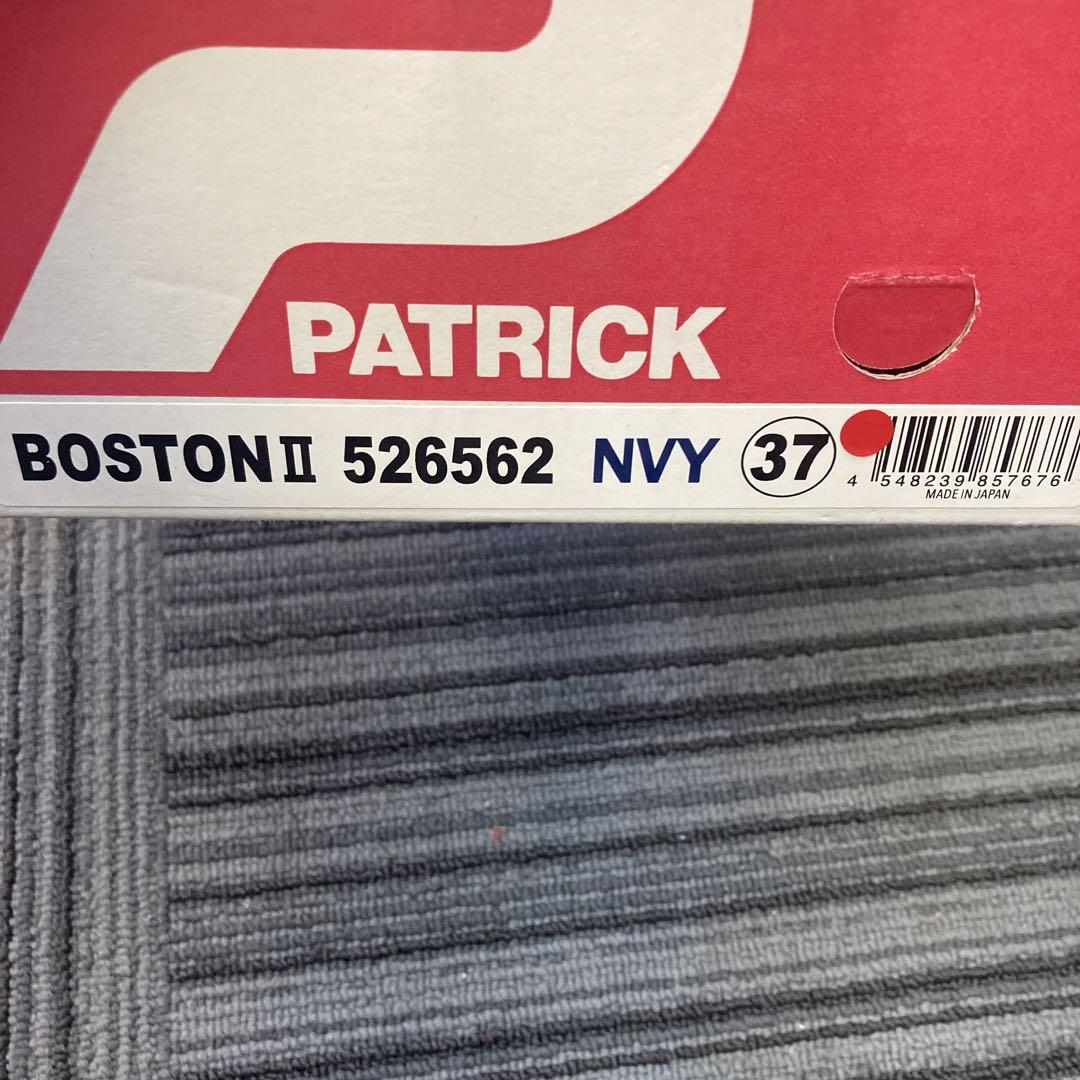 PATRICK
BOSTONⅡ 526562 NVY 37
4 548239 857676
MADE IN JAPAN